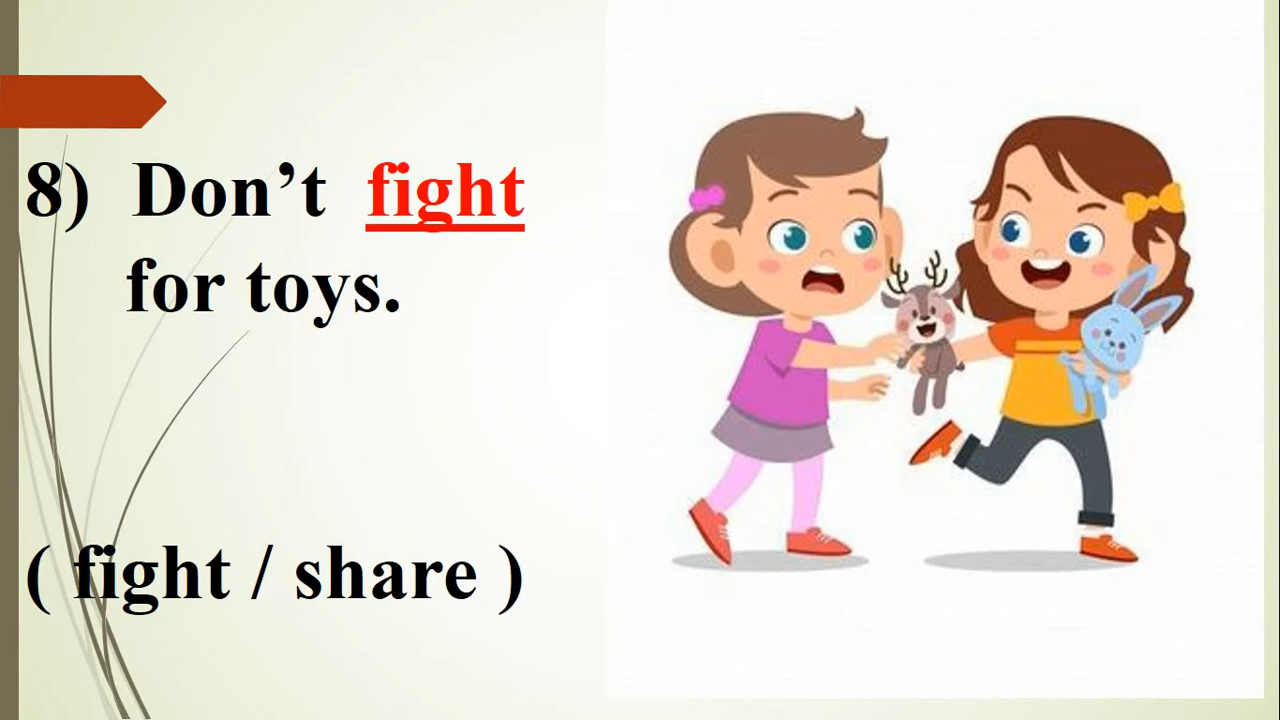 8) Don’t fight
for toys.
( fight / share )